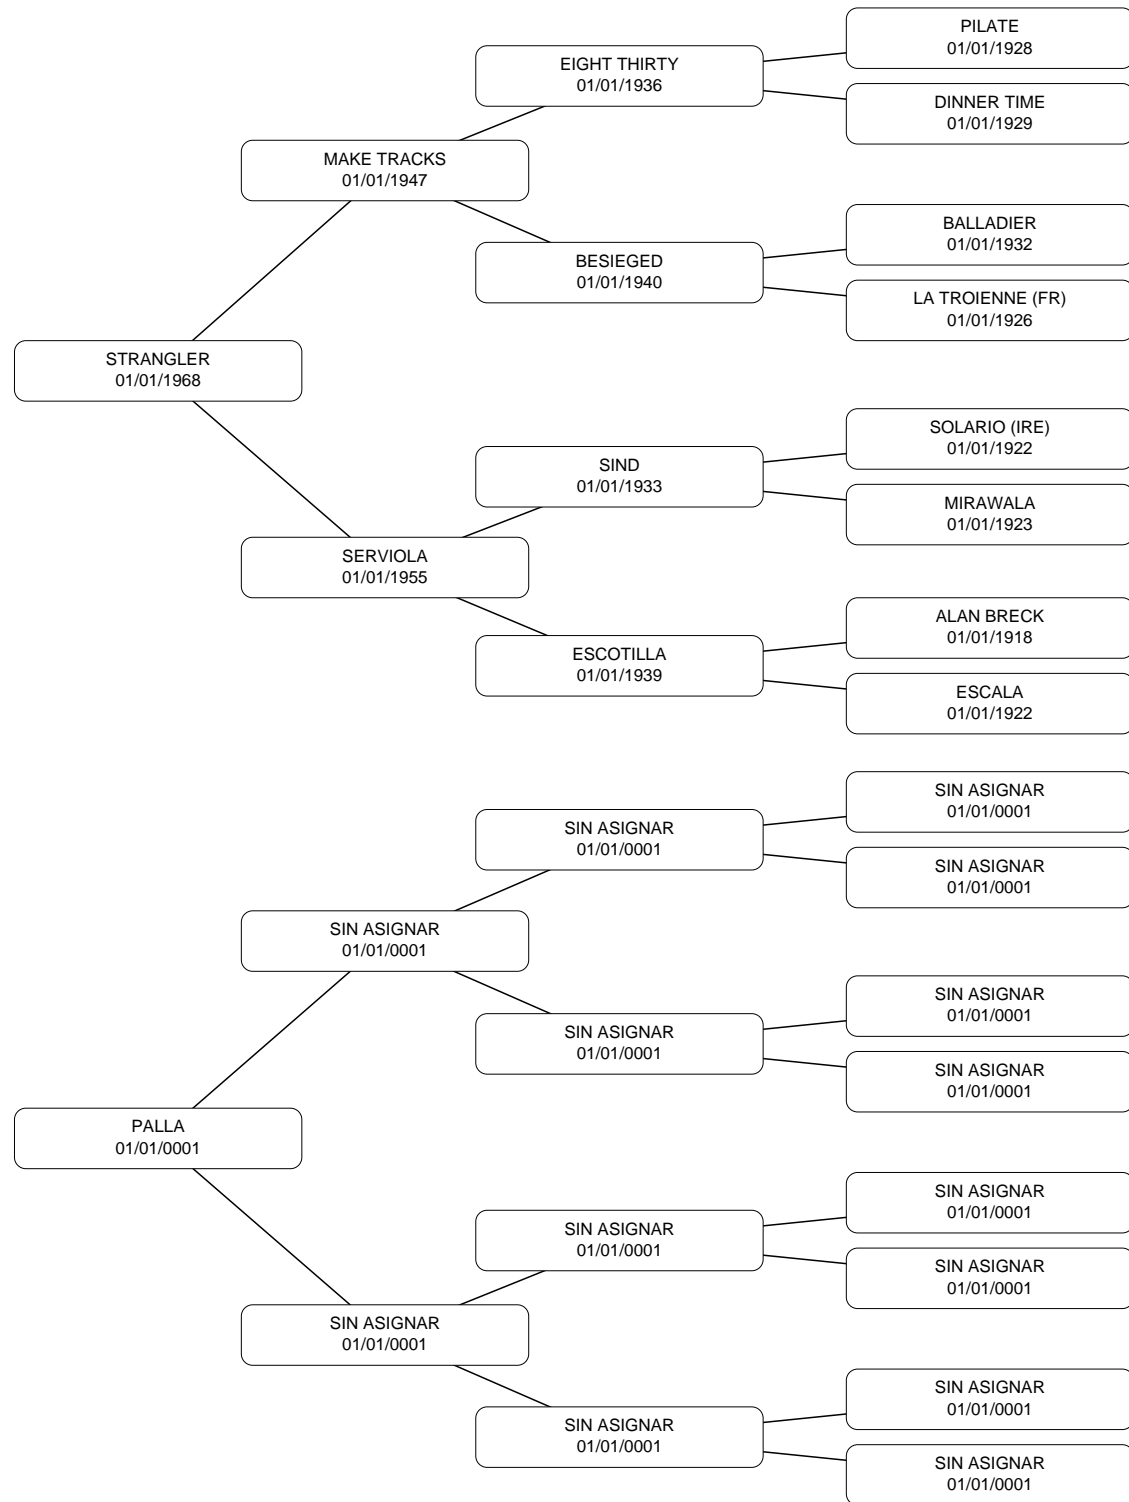 PILATE
01/01/1928
EIGHT THIRTY
01/01/1936
DINNER TIME
01/01/1929
MAKE TRACKS
01/01/1947
BALLADIER
01/01/1932
BESIEGED
01/01/1940
LA TROIENNE (FR)
01/01/1926
STRANGLER
01/01/1968
SOLARIO (IRE)
01/01/1922
SIND
01/01/1933
MIRAWALA
01/01/1923
SERVIOLA
01/01/1955
ALAN BRECK
01/01/1918
ESCOTILLA
01/01/1939
ESCALA
01/01/1922
SIN ASIGNAR
01/01/0001
SIN ASIGNAR
01/01/0001
SIN ASIGNAR
01/01/0001
SIN ASIGNAR
01/01/0001
SIN ASIGNAR
01/01/0001
SIN ASIGNAR
01/01/0001
SIN ASIGNAR
01/01/0001
PALLA
01/01/0001
SIN ASIGNAR
01/01/0001
SIN ASIGNAR
01/01/0001
SIN ASIGNAR
01/01/0001
SIN ASIGNAR
01/01/0001
SIN ASIGNAR
01/01/0001
SIN ASIGNAR
01/01/0001
SIN ASIGNAR
01/01/0001